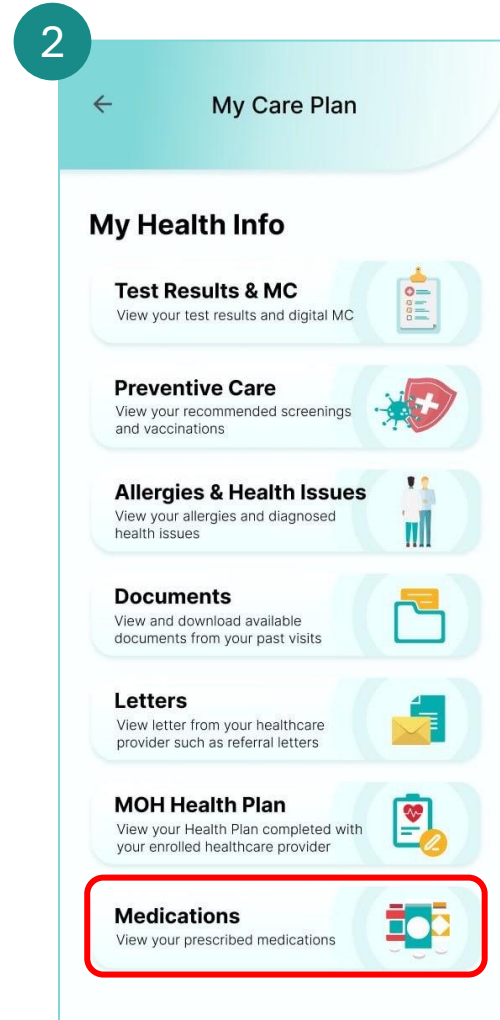 2
My Care Plan
My Health Info
Test Results & MC
View your test results and digital MC
Preventive Care
View your recommended screenings
and vaccinations
Allergies & Health Issues
View your allergies and diagnosed
health issues
Documents
View and download available
documents from your past visits
Letters
View letter from your healthcare
provider such as referral letters
MOH Health Plan
View your Health Plan completed with
your enrolled healthcare provider
Medications
View your prescribed medications